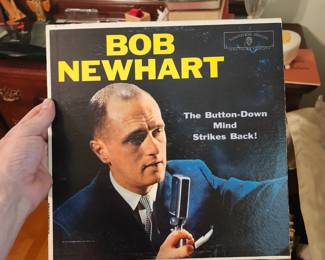 BOB
NEWHART
The Button-Down
Mind
Strikes Back!